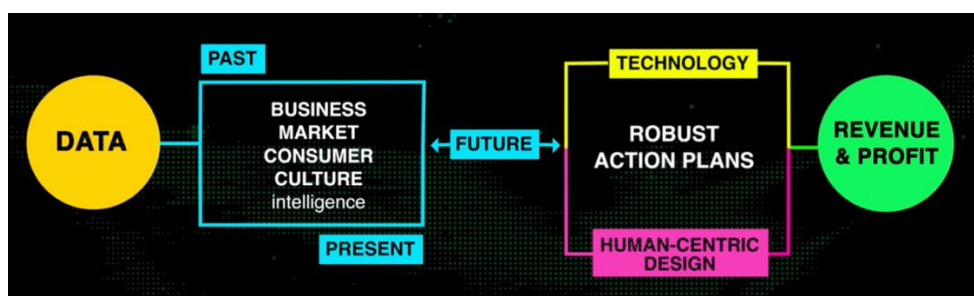 DATA
PAST
BUSINESS
MARKET
CONSUMER
CULTURE
intelligence
PRESENT
FUTURE
TECHNOLOGY
ROBUST
ACTION PLANS
HUMAN-CENTRIC
DESIGN
REVENUE
& PROFIT